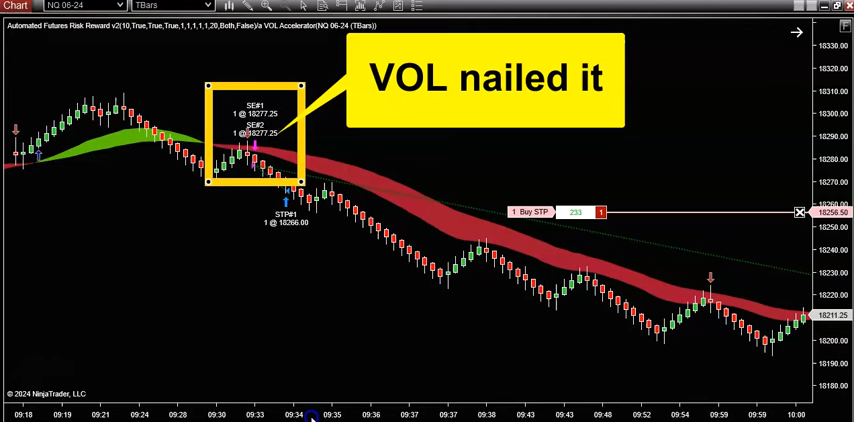 Chart
NQ 06-24
TBars
Automated Futures Risk Reward v2(10,True,True,True,1,1,1,1,1,20,Both,False)/a VOL Accelerator(NQ 06-24 (TBars))
F
VOL nailed it
SE#1
1 @ 18277.25
SE#2
1 @ 18277.25
STP#1
1 @ 18266.00
1 Buy STP
233
1
18330.00
18320.00
18310.00
18300.00
18290.00
18280.00
18270.00
18260.00
18256.50
18250.00
18240.00
18230.00
18220.00
18211.25
18200.00
18190.00
18180.00
© 2024 NinjaTrader, LLC
09:18 09:19 09:21 09:24 09:28 09:30 09:33 09:34 09:35 09:37 09:38 09:43 09:43 09:48 09:52 09:54 09:59 09:59 10:00